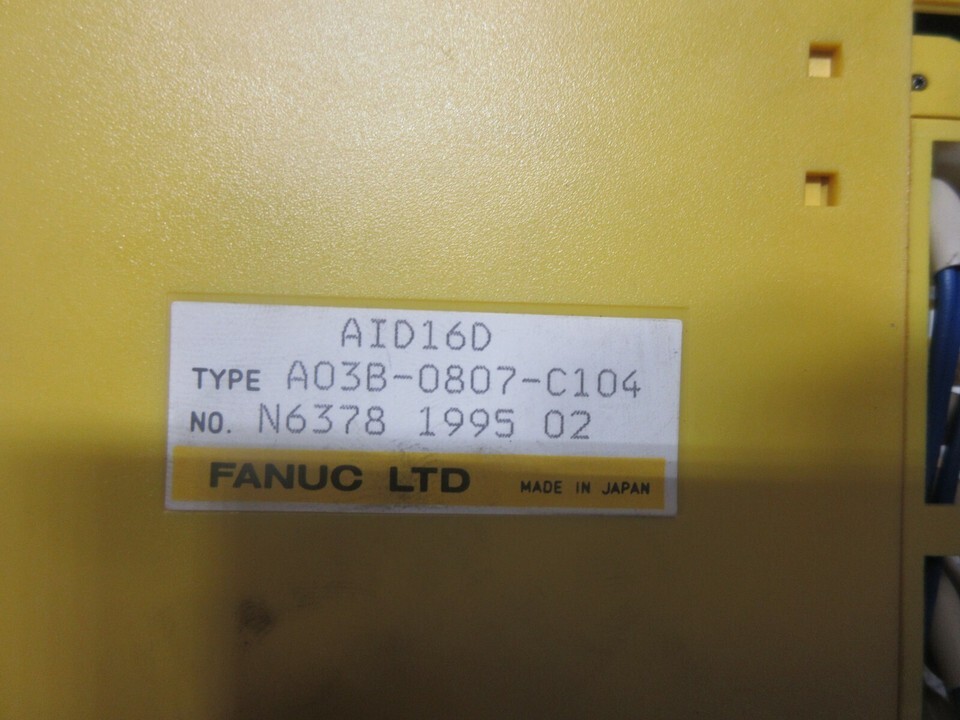 AID16D
TYPE A03B-0807-C104
NO. N6378 1995 02
FANUC LTD MADE IN JAPAN